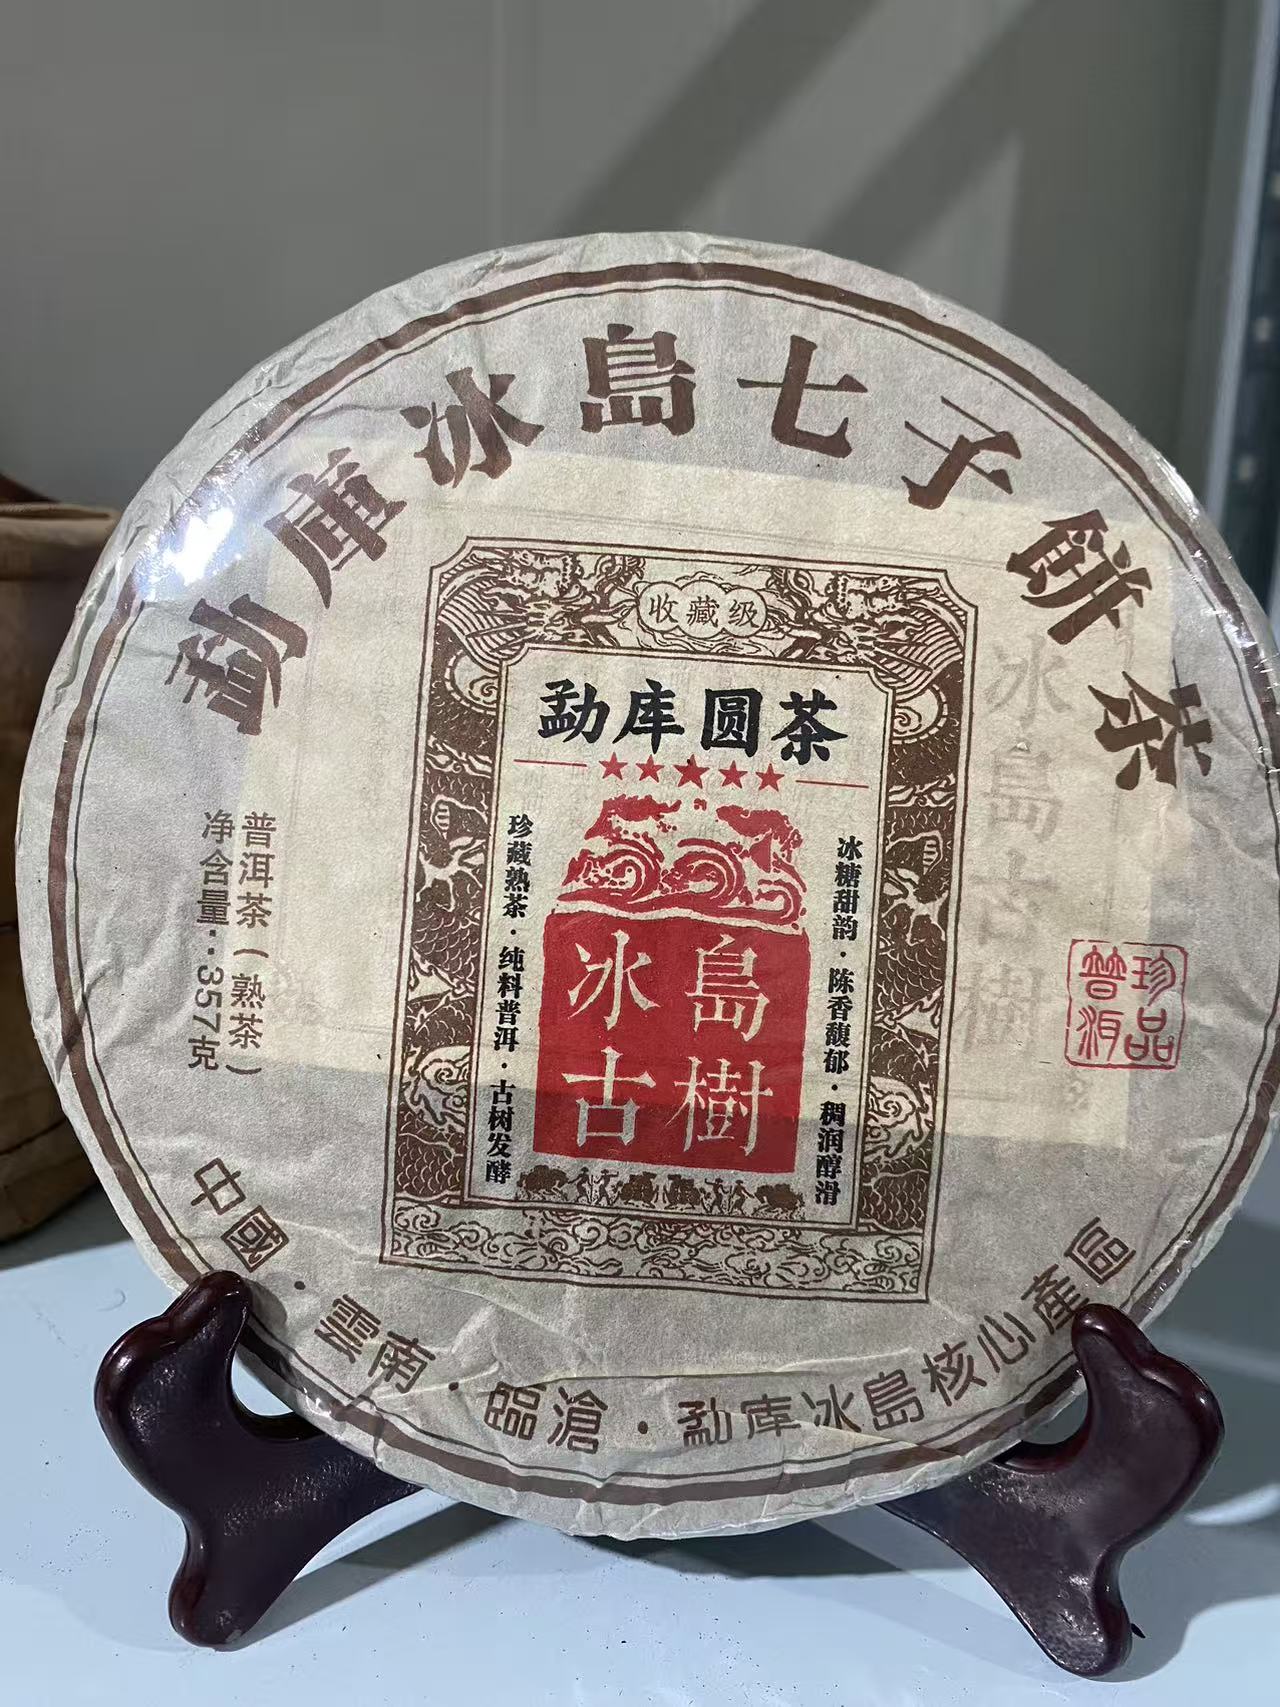 勐庫冰島七子餅茶
收藏级
勐库圆茶
冰島
古樹
冰糖甜韵·陈香馥郁·稠润醇滑
珍藏熟茶·纯料普洱·古树发酵
普洱茶(熟茶)
净含量:357克
珍品
普洱
冰島古樹
中國·雲南·臨滄·勐库冰島核心產區